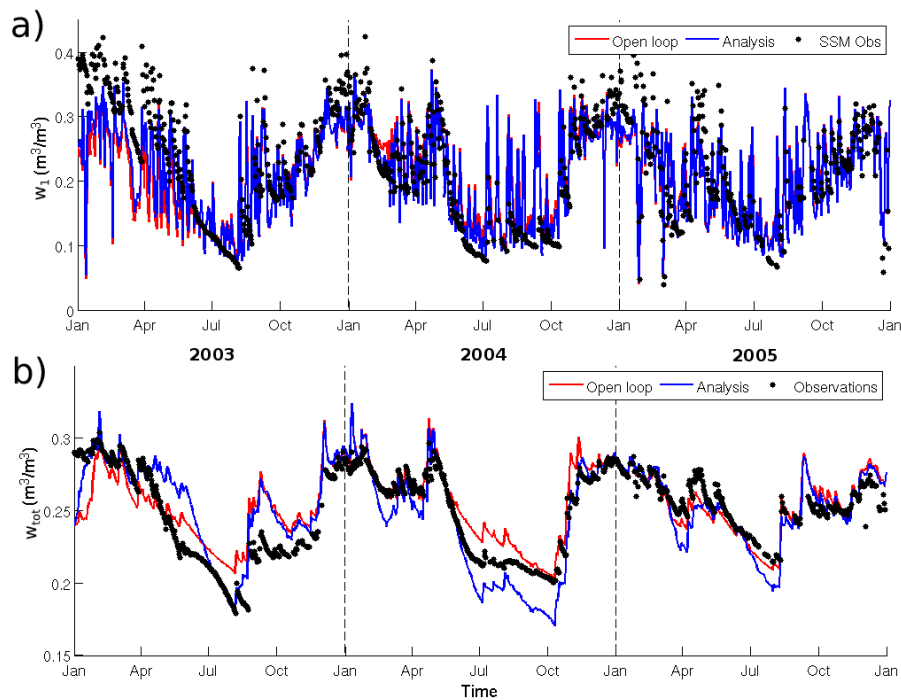 a)
Open loop Analysis SSM Obs
w1 (m3/m3)
0.4
0.3
0.2
0.1
0
Jan Apr Jul Oct Jan Apr Jul Oct Jan Apr Jul Oct Jan
2003 2004 2005
b)
Open loop Analysis Observations
wtot (m3/m3)
0.3
0.25
0.2
0.15
Jan Apr Jul Oct Jan Apr Jul Oct Jan Apr Jul Oct Jan
Time